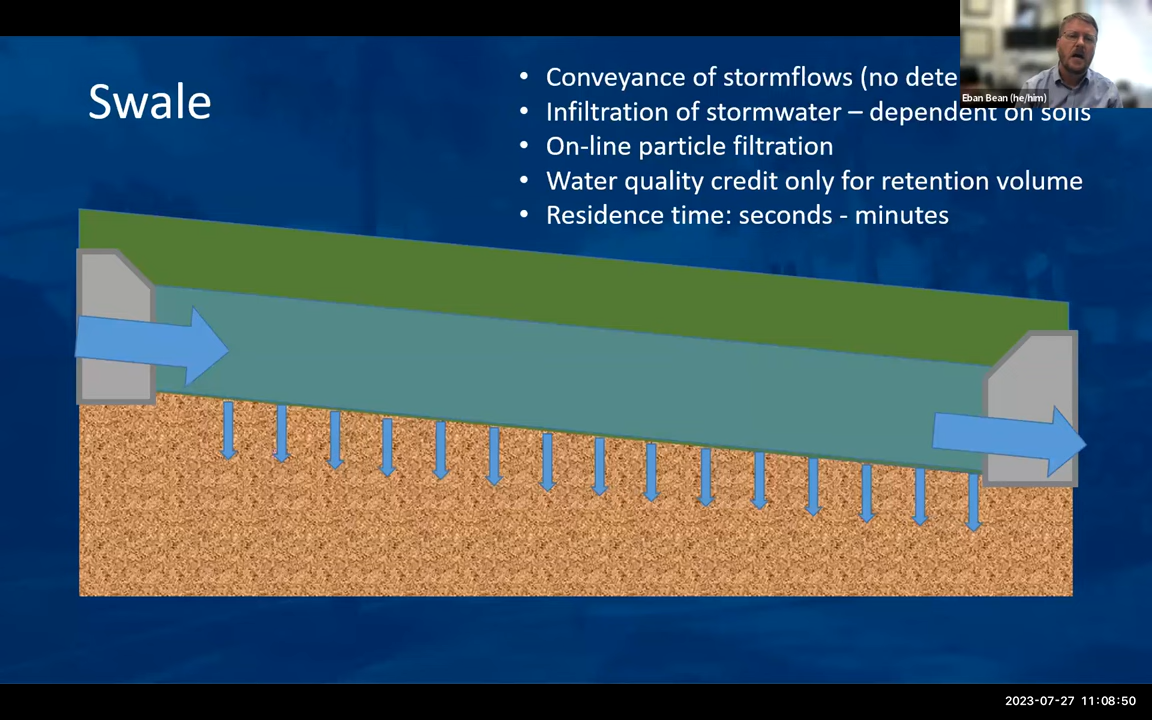 Swale
• Conveyance of stormflows (no dete
• Infiltration of stormwater – dependent on soils
• On-line particle filtration
• Water quality credit only for retention volume
• Residence time: seconds - minutes
Eban Bean (he/him)
2023-07-27 11:08:50